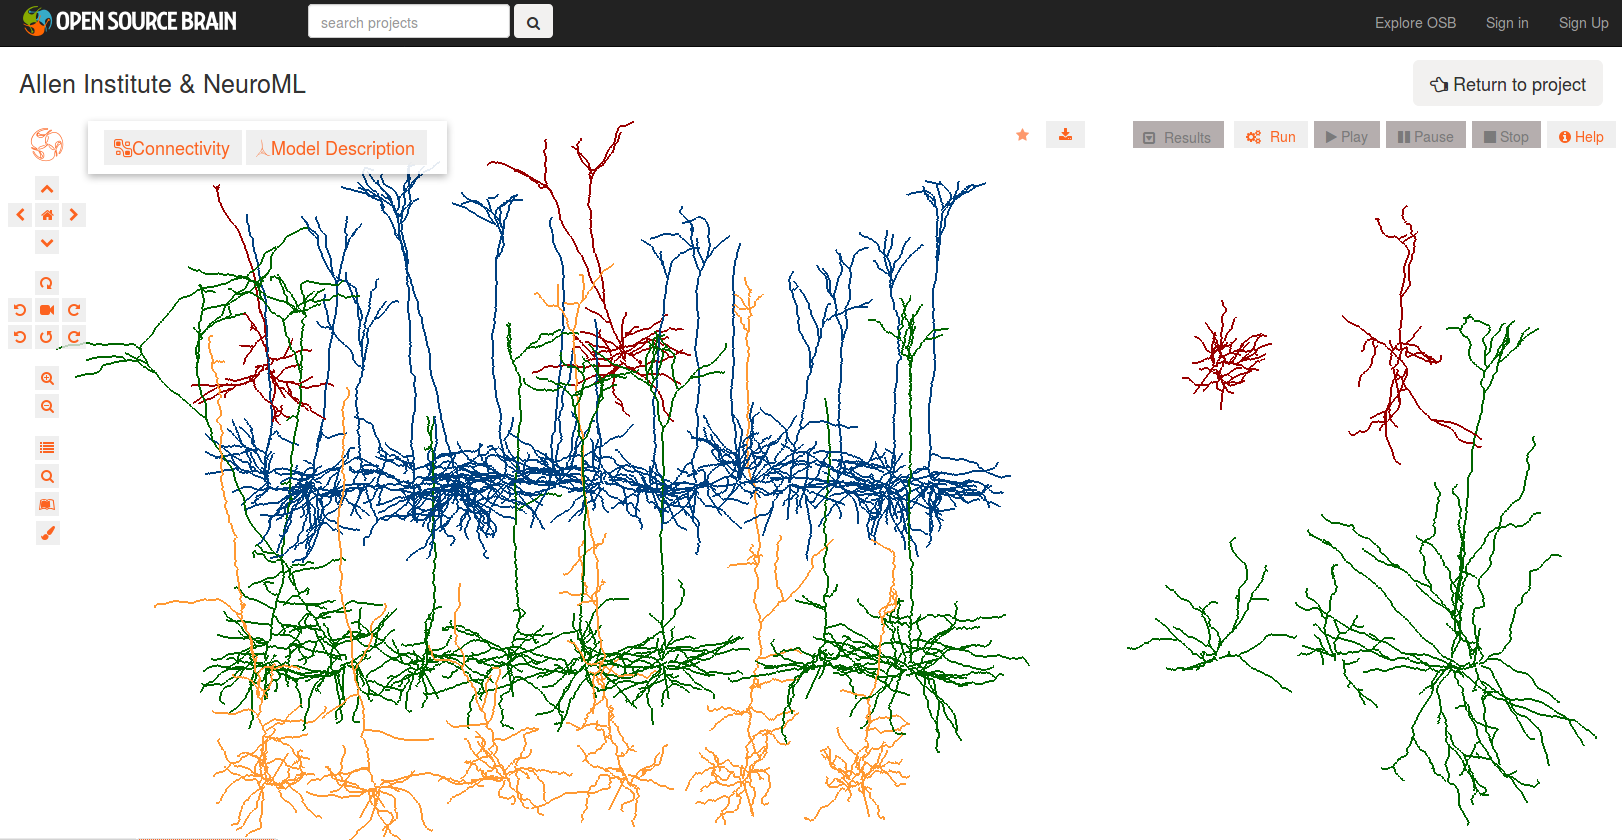 OPEN SOURCE BRAIN
search projects
Explore OSB
Sign in
Sign Up
Allen Institute & NeuroML
Return to project
Connectivity
Model Description
Results
Run
Play
Pause
Stop
Help